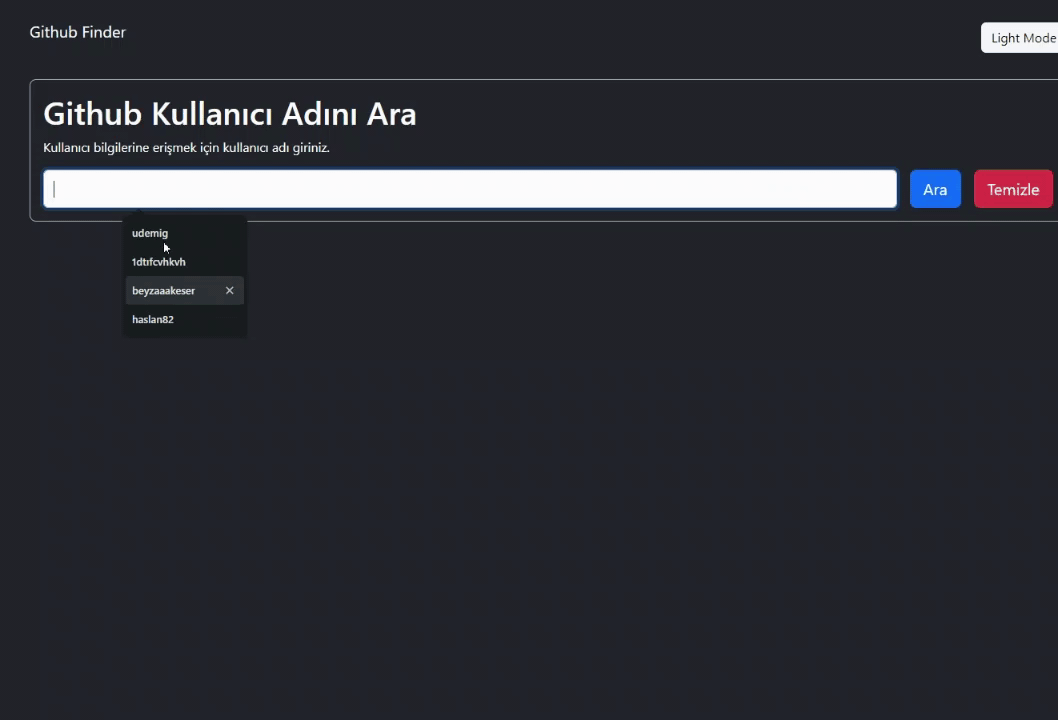 Github Finder
Light Mode
Github Kullanıcı Adını Ara
Kullanıcı bilgilerine erişmek için kullanıcı adı giriniz.
Ara
Temizle
udemig
1dtıfcvhkvh
beyzaaakeser
haslan82